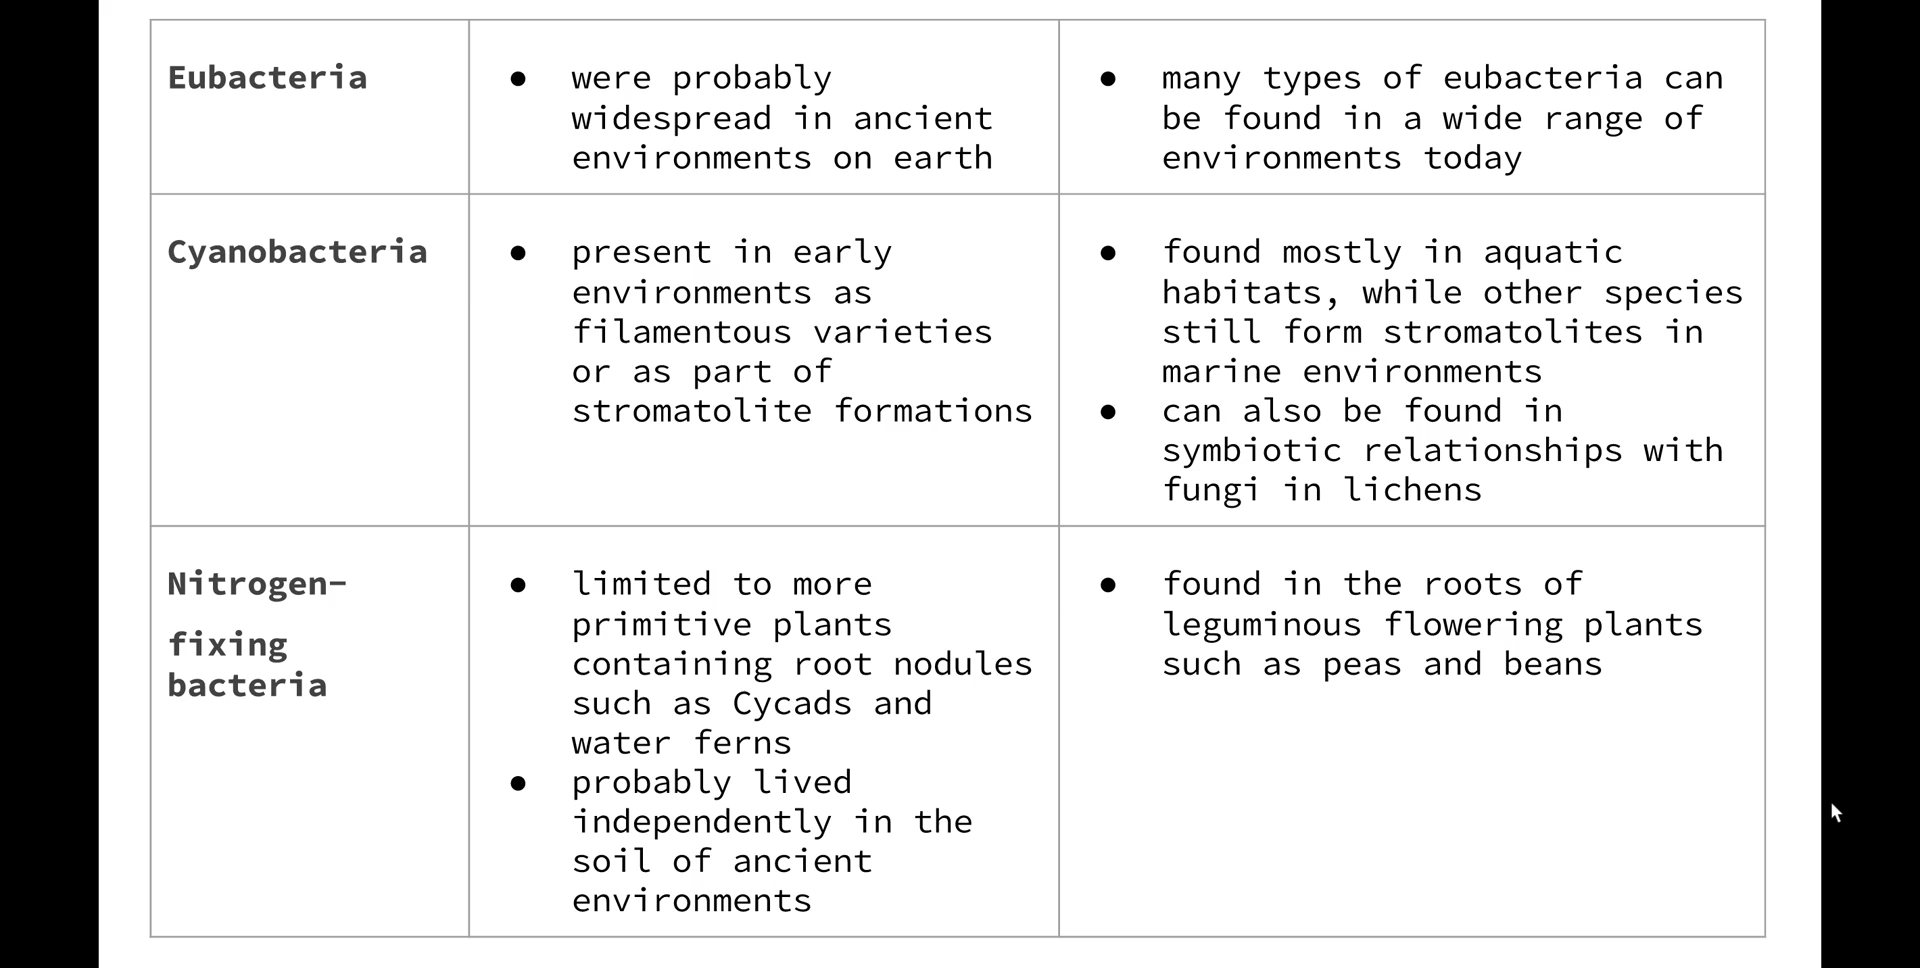 Eubacteria
● were probably
widespread in ancient
environments on earth
● many types of eubacteria can
be found in a wide range of
environments today
Cyanobacteria
● present in early
environments as
filamentous varieties
or as part of
stromatolite formations
● found mostly in aquatic
habitats, while other species
still form stromatolites in
marine environments
● can also be found in
symbiotic relationships with
fungi in lichens
Nitrogen-
fixing
bacteria
● limited to more
primitive plants
containing root nodules
such as Cycads and
water ferns
● probably lived
independently in the
soil of ancient
environments
● found in the roots of
leguminous flowering plants
such as peas and beans